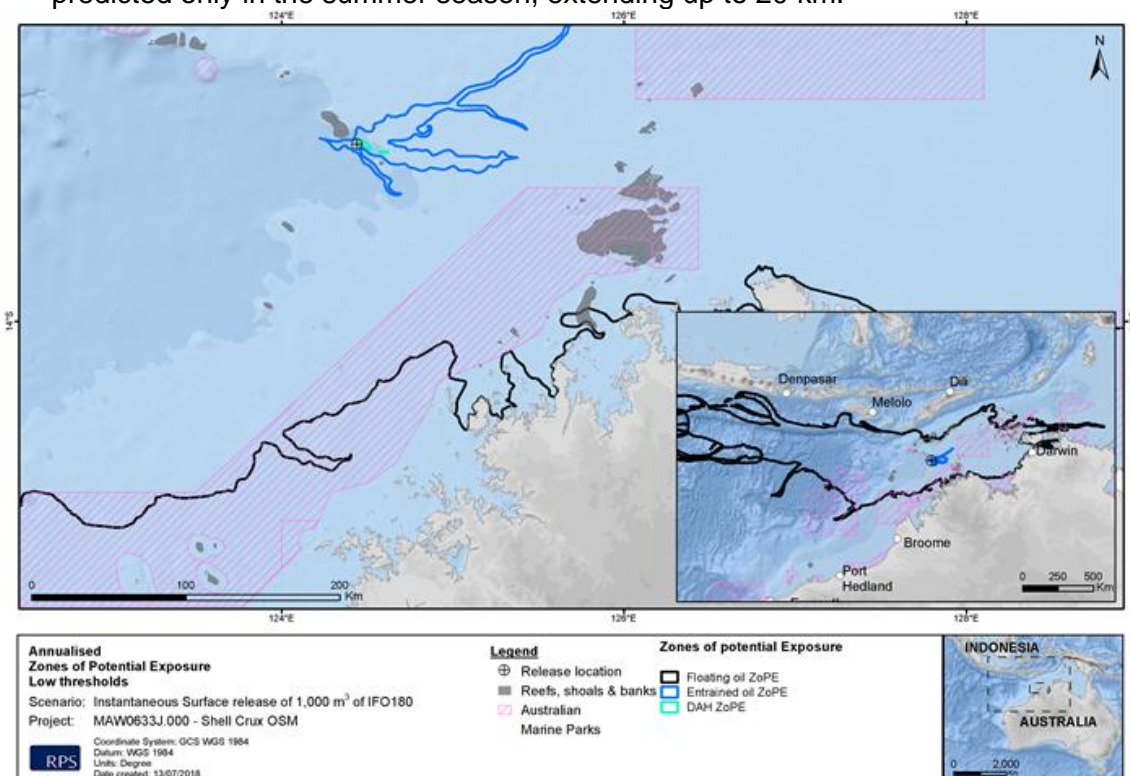 predicted only in the summer season, extending up to 20 km.
124°E 126°E 128°E
N
14°S
Denpasar
Dili
Melolo
Darwin
Broome
Port
Hedland
0 250 500
Km
0 100 200
Km
124°E 126°E 128°E
Annualised
Zones of Potential Exposure
Low thresholds
Scenario: Instantaneous Surface release of 1,000 m³ of IFO180
Project: MAW0633J.000 - Shell Crux OSM
RPS
Coordinate System: GCS WGS 1984
Datum: WGS 1984
Units: Degree
Date created: 13/07/2018
Legend
Release location
Reefs, shoals & banks
Australian
Marine Parks
Zones of potential Exposure
Floating oil ZoPE
Entrained oil ZoPE
DAH ZoPE
INDONESIA
AUSTRALIA
0 2,000